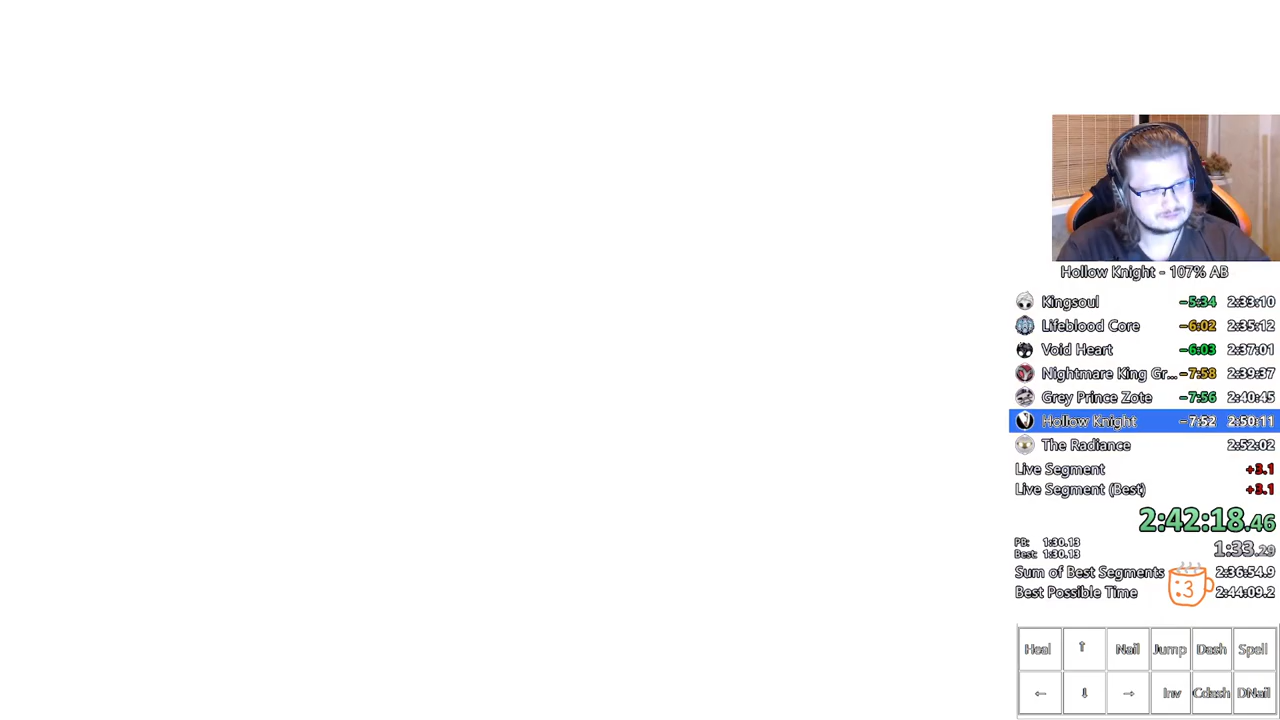 Hollow Knight - 107% AB
Kingsoul -5:34 2:33:10
Lifeblood Core -6:02 2:35:12
Void Heart -6:03 2:37:01
Nightmare King Gr... -7:58 2:39:37
Grey Prince Zote -7:56 2:40:45
Hollow Knight -7:52 2:50:11
The Radiance 2:52:02
Live Segment +3.1
Live Segment (Best) +3.1
2:42:18.46
PB: 1:30.13
Best: 1:30.13 1:33.29
Sum of Best Segments 2:36:54.9
Best Possible Time 2:44:09.2
:3
Heal ↑ Nail Jump Dash Spell
← ↓ → Inv Cdash DNail